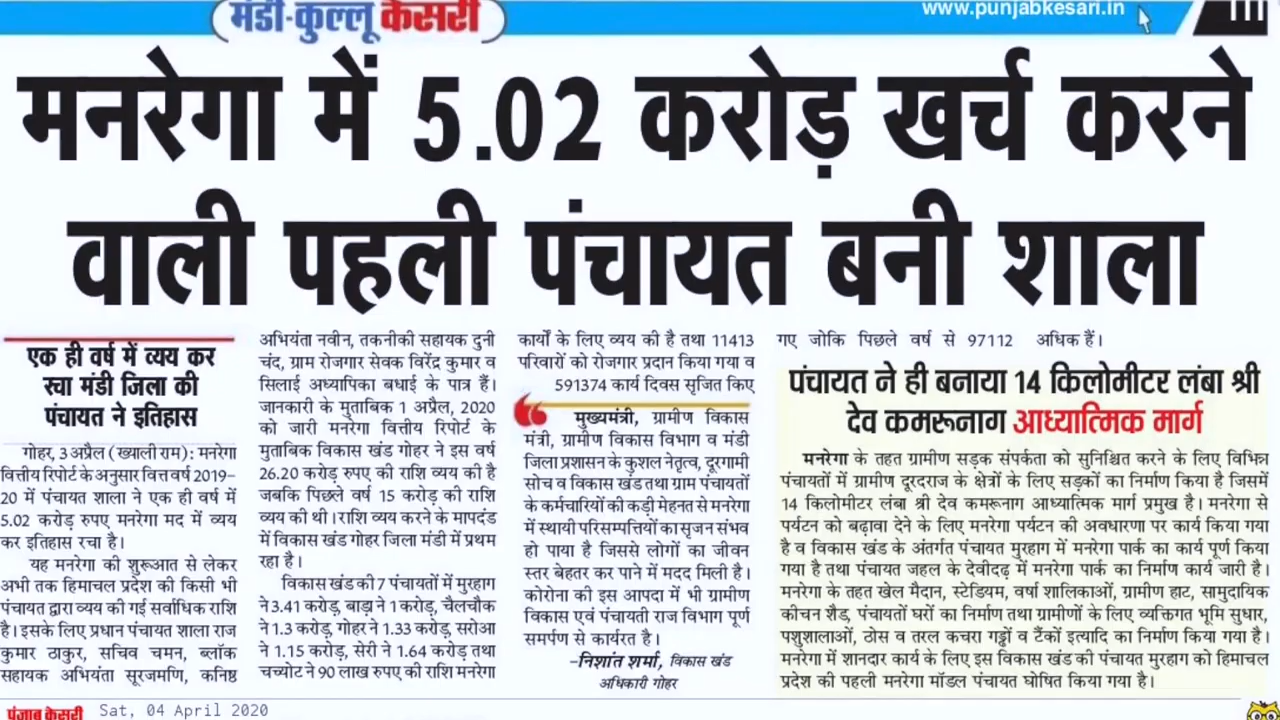 मंडी-कुल्लू केसरी
www.punjabkesari.in
III
मनरेगा में 5.02 करोड़ खर्च करने
वाली पहली पंचायत बनी शाला
एक ही वर्ष में व्यय कर
रचा मंडी जिला की
पंचायत ने इतिहास
गोहर, 3 अप्रैल (ख्याली राम): मनरेगा
वित्तीय रिपोर्ट के अनुसार वित्त वर्ष 2019-
20 में पंचायत शाला ने एक ही वर्ष में
5.02 करोड़ रुपए मनरेगा मद में व्यय
कर इतिहास रचा है।
यह मनरेगा की शुरूआत से लेकर
अभी तक हिमाचल प्रदेश की किसी भी
पंचायत द्वारा व्यय की गई सर्वाधिक राशि
है। इसके लिए प्रधान पंचायत शाला राज
कुमार ठाकुर, सचिव चमन, ब्लॉक
सहायक अभियंता सूरजमणि, कनिष्ठ
अभियंता नवीन, तकनीकी सहायक दुनी
चंद, ग्राम रोजगार सेवक विरेंद्र कुमार व
सिलाई अध्यापिका बधाई के पात्र हैं।
जानकारी के मुताबिक 1 अप्रैल, 2020
को जारी मनरेगा वित्तीय रिपोर्ट के
मुताबिक विकास खंड गोहर ने इस वर्ष
26.20 करोड़ रुपए की राशि व्यय की है
जबकि पिछले वर्ष 15 करोड़ की राशि
व्यय की थी। राशि व्यय करने के मापदंड
में विकास खंड गोहर जिला मंडी में प्रथम
रहा है।
विकास खंड की 7 पंचायतों में मुरहाग
ने 3.41 करोड़, बाड़ा ने 1 करोड़, चैलचौक
ने 1.3 करोड़, गोहर ने 1.33 करोड़, सरोआ
ने 1.15 करोड़, सेरी ने 1.64 करोड़ तथा
चच्योट ने 90 लाख रुपए की राशि मनरेगा
कार्यों के लिए व्यय की है तथा 11413
परिवारों को रोजगार प्रदान किया गया व
591374 कार्य दिवस सृजित किए
गए जोकि पिछले वर्ष से 97112 अधिक हैं।
मुख्यमंत्री, ग्रामीण विकास
मंत्री, ग्रामीण विकास विभाग व मंडी
जिला प्रशासन के कुशल नेतृत्व, दूरगामी
सोच व विकास खंड तथा ग्राम पंचायतों
के कर्मचारियों की कड़ी मेहनत से मनरेगा
में स्थायी परिसम्पत्तियों का सृजन संभव
हो पाया है जिससे लोगों का जीवन
स्तर बेहतर कर पाने में मदद मिली है।
कोरोना की इस आपदा में भी ग्रामीण
विकास एवं पंचायती राज विभाग पूर्ण
समर्पण से कार्यरत है।
-निशांत शर्मा, विकास खंड
अधिकारी गोहर
पंचायत ने ही बनाया 14 किलोमीटर लंबा श्री
देव कमरूनाग आध्यात्मिक मार्ग
मनरेगा के तहत ग्रामीण सड़क संपर्कता को सुनिश्चित करने के लिए विभिन्न
पंचायतों में ग्रामीण दूरदराज के क्षेत्रों के लिए सड़कों का निर्माण किया है जिसमें
14 किलोमीटर लंबा श्री देव कमरूनाग आध्यात्मिक मार्ग प्रमुख है। मनरेगा से
पर्यटन को बढ़ावा देने के लिए मनरेगा पर्यटन की अवधारणा पर कार्य किया गया
है व विकास खंड के अंतर्गत पंचायत मुरहाग में मनरेगा पार्क का कार्य पूर्ण किया
गया है तथा पंचायत जहल के देवीदढ़ में मनरेगा पार्क का निर्माण कार्य जारी है।
मनरेगा के तहत खेल मैदान, स्टेडियम, वर्षा शालिकाओं, ग्रामीण हाट, सामुदायिक
कीचन शैड, पंचायतों घरों का निर्माण तथा ग्रामीणों के लिए व्यक्तिगत भूमि सुधार,
पशुशालाओं, ठोस व तरल कचरा गढ्ढों व टैंकों इत्यादि का निर्माण किया गया है।
मनरेगा में शानदार कार्य के लिए इस विकास खंड की पंचायत मुरहाग को हिमाचल
प्रदेश की पहली मनरेगा मॉडल पंचायत घोषित किया गया है।
पंजाब केसरी Sat, 04 April 2020